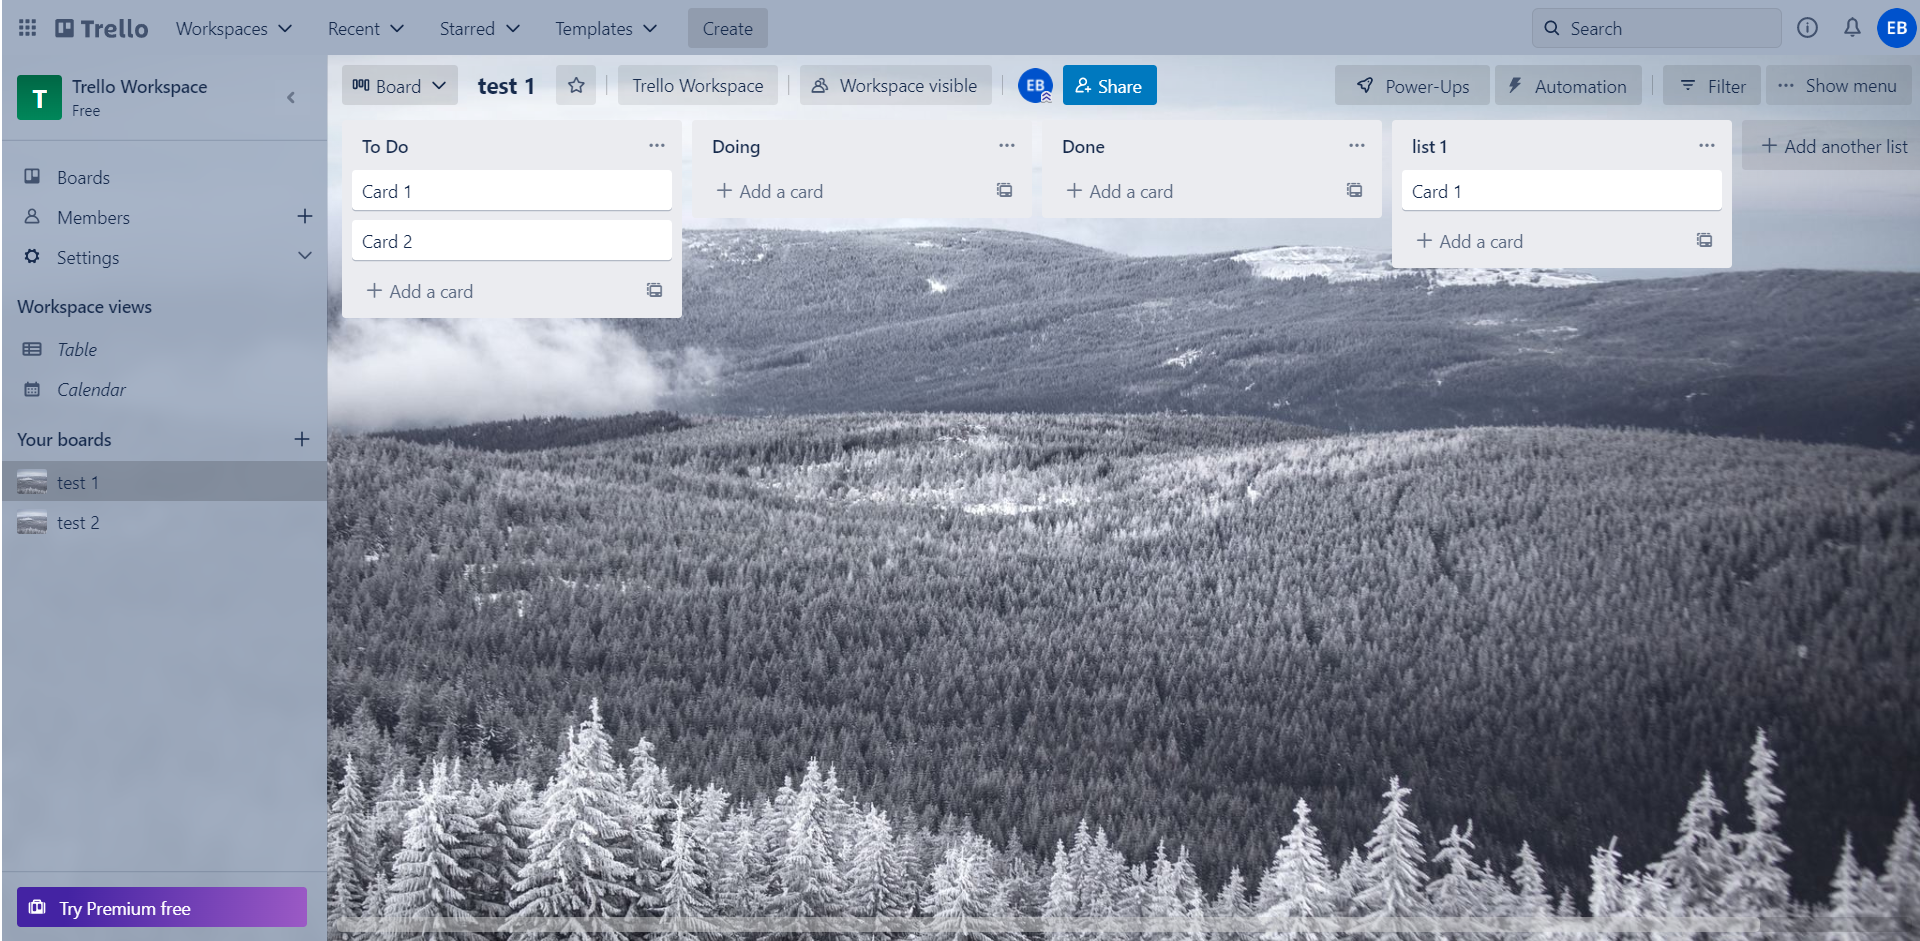 Trello
Workspaces
Recent
Starred
Templates
Create
Search
EB
T
Trello Workspace
Free
Boards
Members
Settings
Workspace views
Table
Calendar
Your boards
test 1
test 2
Try Premium free
Board
test 1
Trello Workspace
Workspace visible
EB
Share
Power-Ups
Automation
Filter
Show menu
To Do
Card 1
Card 2
Add a card
Doing
Add a card
Done
Add a card
list 1
Card 1
Add a card
Add another list